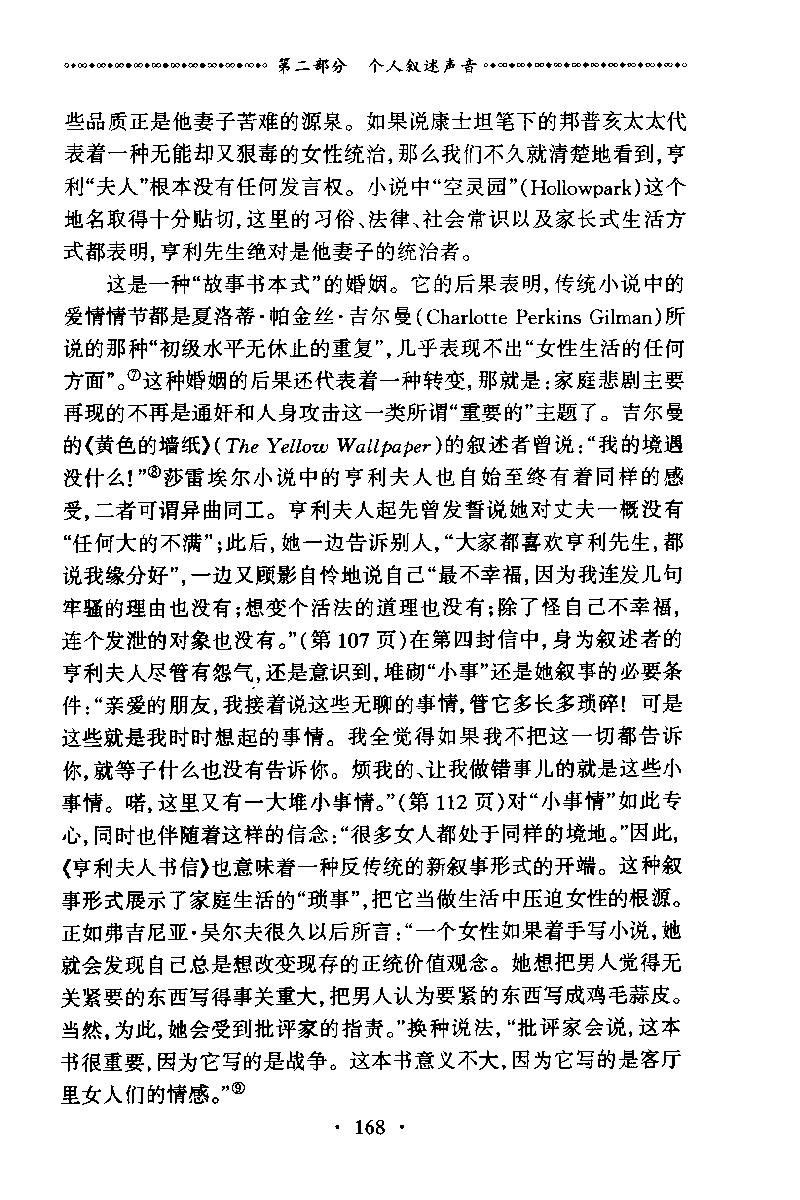 第二部分 个人叙述声音
些品质正是他妻子苦难的源泉。如果说康士坦笔下的邦普亥太太代
表着一种无能却又狠毒的女性统治,那么我们不久就清楚地看到,亨
利“夫人”根本没有任何发言权。小说中“空灵园”(Hollowpark)这个
地名取得十分贴切,这里的习俗、法律、社会常识以及家长式生活方
式都表明,亨利先生绝对是他妻子的统治者。
这是一种“故事书本式”的婚姻。它的后果表明,传统小说中的
爱情情节都是夏洛蒂·帕金丝·吉尔曼(Charlotte Perkins Gilman)所
说的那种“初级水平无休止的重复”,几乎表现不出“女性生活的任何
方面”。⑦这种婚姻的后果还代表着一种转变,那就是:家庭悲剧主要
再现的不再是通奸和人身攻击这一类所谓“重要的”主题了。吉尔曼
的《黄色的墙纸》(The Yellow Wallpaper)的叙述者曾说:“我的境遇
没什么!”⑧莎雷埃尔小说中的亨利夫人也自始至终有着同样的感
受,二者可谓异曲同工。亨利夫人起先曾发誓说她对丈夫一概没有
“任何大的不满”;此后,她一边告诉别人,“大家都喜欢亨利先生,都
说我缘分好”,一边又顾影自怜地说自己“最不幸福,因为我连发几句
牢骚的理由也没有;想变个活法的道理也没有;除了怪自己不幸福,
连个发泄的对象也没有。”(第 107 页)在第四封信中,身为叙述者的
亨利夫人尽管有怨气,还是意识到,堆砌“小事”还是她叙事的必要条
件:“亲爱的朋友,我接着说这些无聊的事情,管它多长多琐碎! 可是
这些就是我时时想起的事情。我全觉得如果我不把这一切都告诉
你,就等子什么也没有告诉你。烦我的、让我做错事儿的就是这些小
事情。喏,这里又有一大堆小事情。”(第 112 页)对“小事情”如此专
心,同时也伴随着这样的信念:“很多女人都处于同样的境地。”因此,
《亨利夫人书信》也意味着一种反传统的新叙事形式的开端。这种叙
事形式展示了家庭生活的“琐事”,把它当做生活中压迫女性的根源。
正如弗吉尼亚·吴尔夫很久以后所言:“一个女性如果着手写小说,她
就会发现自己总是想改变现存的正统价值观念。她想把男人觉得无
关紧要的东西写得事关重大,把男人认为要紧的东西写成鸡毛蒜皮。
当然,为此,她会受到批评家的指责。”换种说法,“批评家会说,这本
书很重要,因为它写的是战争。这本书意义不大,因为它写的是客厅
里女人们的情感。”⑨
· 168 ·